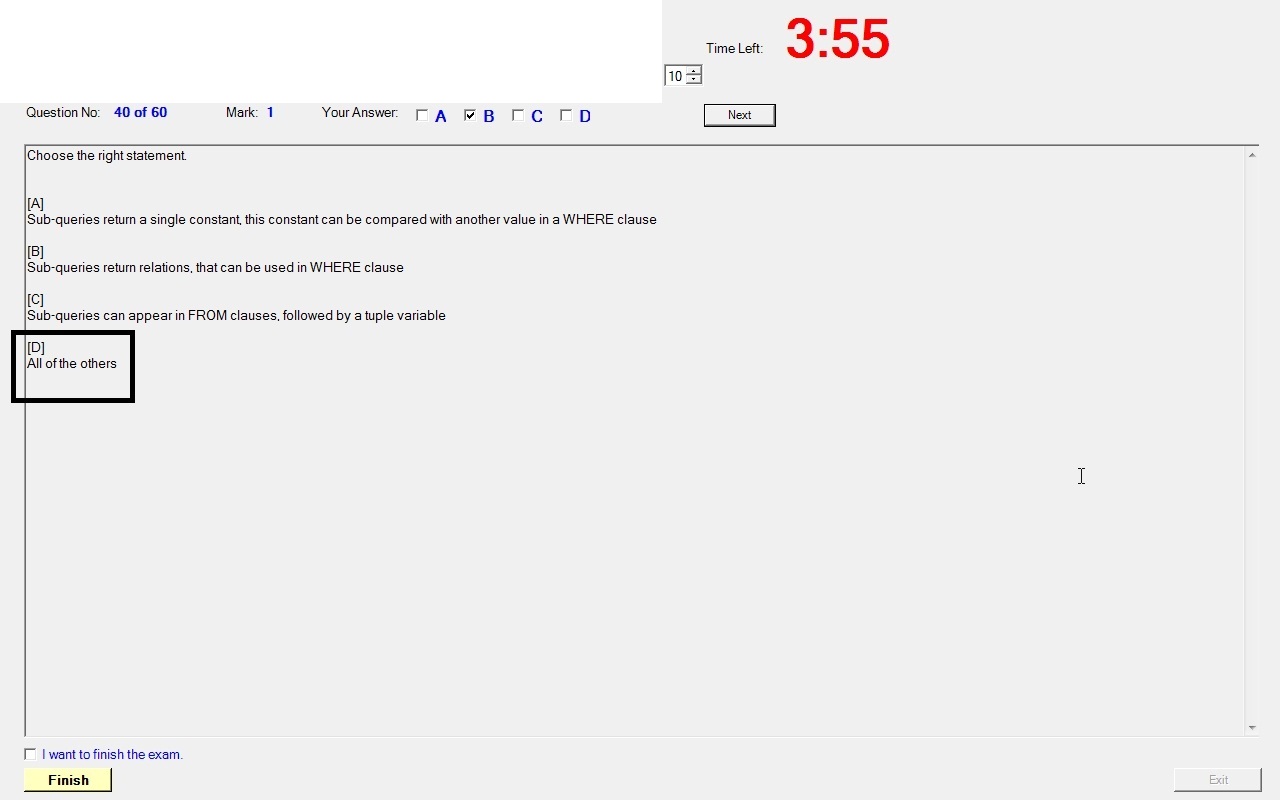 Time Left: 3:55
10
Question No: 40 of 60 Mark: 1 Your Answer: A B C D Next
Choose the right statement.
[A]
Sub-queries return a single constant, this constant can be compared with another value in a WHERE clause
[B]
Sub-queries return relations, that can be used in WHERE clause
[C]
Sub-queries can appear in FROM clauses, followed by a tuple variable
[D]
All of the others
I want to finish the exam.
Finish Exit